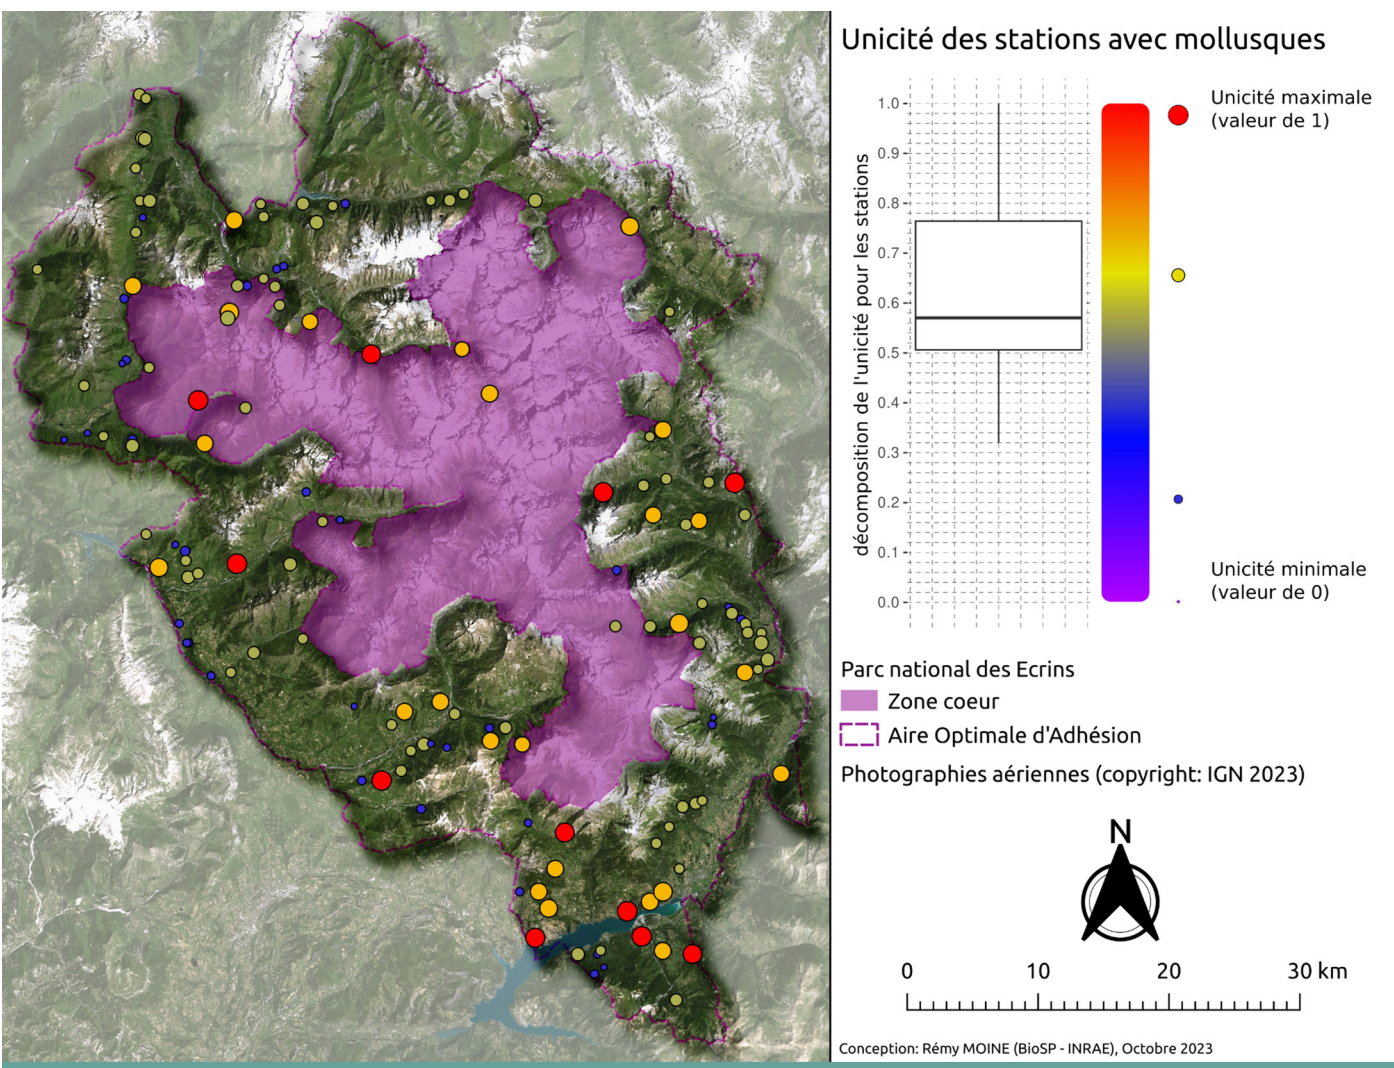 Unicité des stations avec mollusques
décomposition de l'unicité pour les stations
1.0
0.9
0.8
0.7
0.6
0.5
0.4
0.3
0.2
0.1
0.0
Unicité maximale
(valeur de 1)
Unicité minimale
(valeur de 0)
Parc national des Ecrins
Zone coeur
Aire Optimale d'Adhésion
Photographies aériennes (copyright: IGN 2023)
N
0 10 20 30 km
Conception: Rémy MOINE (BioSP - INRAE), Octobre 2023